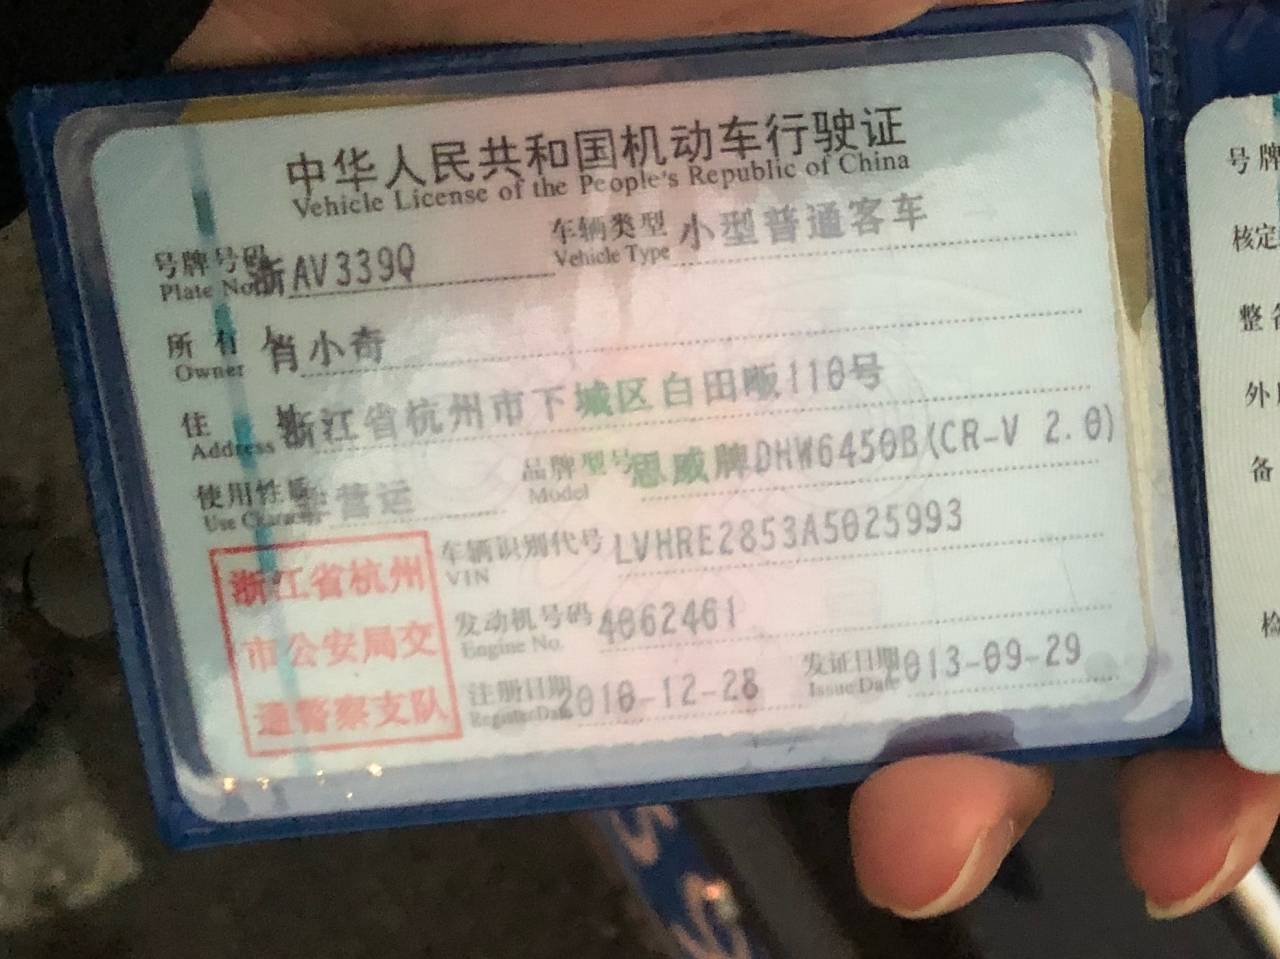 中华人民共和国机动车行驶证
Vehicle License of the People's Republic of China
号牌号码 浙AV339Q 车辆类型 小型普通客车
Plate No. Vehicle Type
所有人 肖小奇
Owner
住址 浙江省杭州市下城区白田畈110号
Address
使用性质 非营运 品牌型号 思威牌DHW6450B(CR-V 2.0)
Use Character Model
浙江省杭州
市公安局交
通警察支队
车辆识别代号 LVHRE2853A5025993
VIN
发动机号码 4062461
Engine No.
注册日期 2010-12-28 发证日期 2013-09-29
Register Date Issue Date
号牌
核定
整备
外
备
检